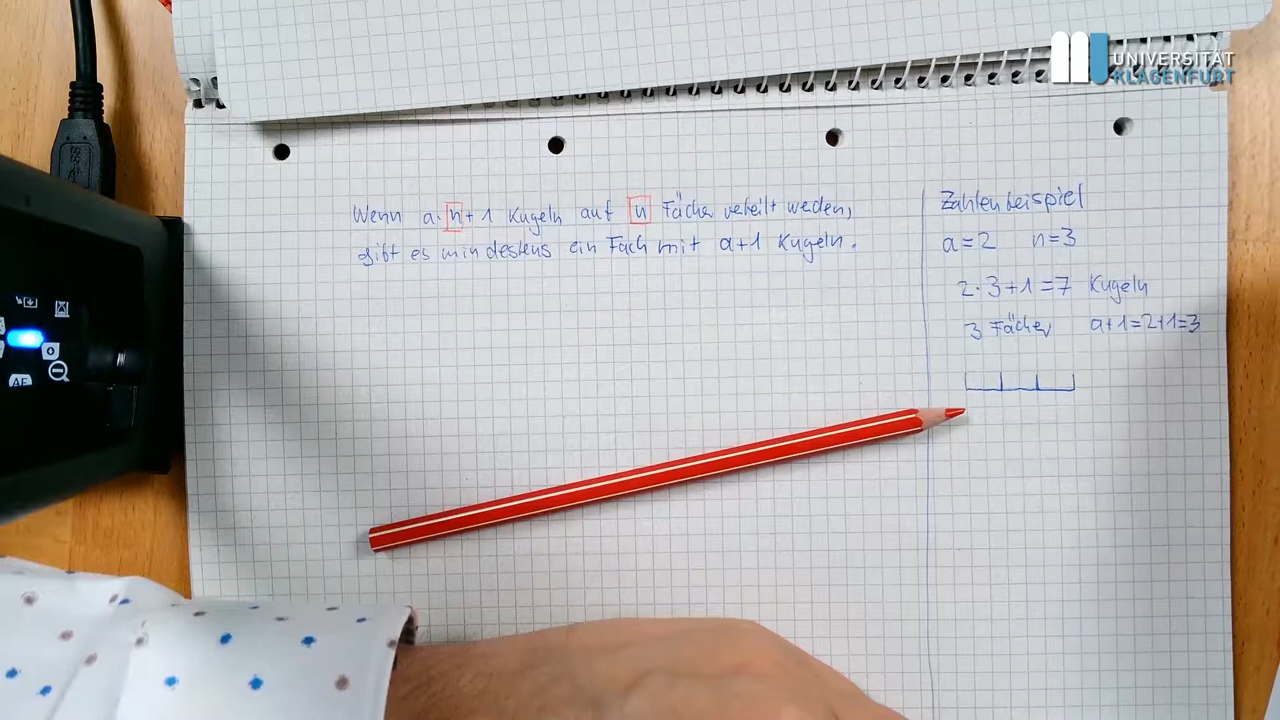 UNIVERSITÄT
KLAGENFURT
Wenn a·n+1 Kugeln auf n Fächer verteilt werden,
gibt es mindestens ein Fach mit a+1 Kugeln.
Zahlenbeispiel
a=2 n=3
2·3+1=7 Kugeln
3 Fächer a+1=2+1=3
AF